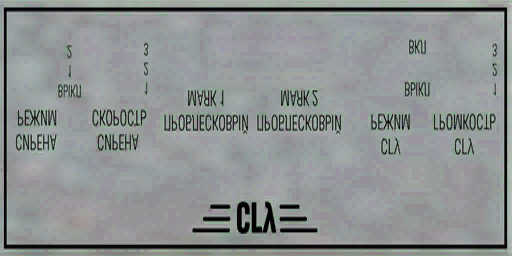 СГУ
СИРЕНА
РЕЖИМ
ВЫКЛ
1
2
СИРЕНА
СКОРОСТЬ
1
2
3
ПРОБЛЕСКОВЫЙ
МАЯК 1
ПРОБЛЕСКОВЫЙ
МАЯК 2
СГУ
РЕЖИМ
ВЫКЛ
ВКЛ
СГУ
ГРОМКОСТЬ
1
2
3